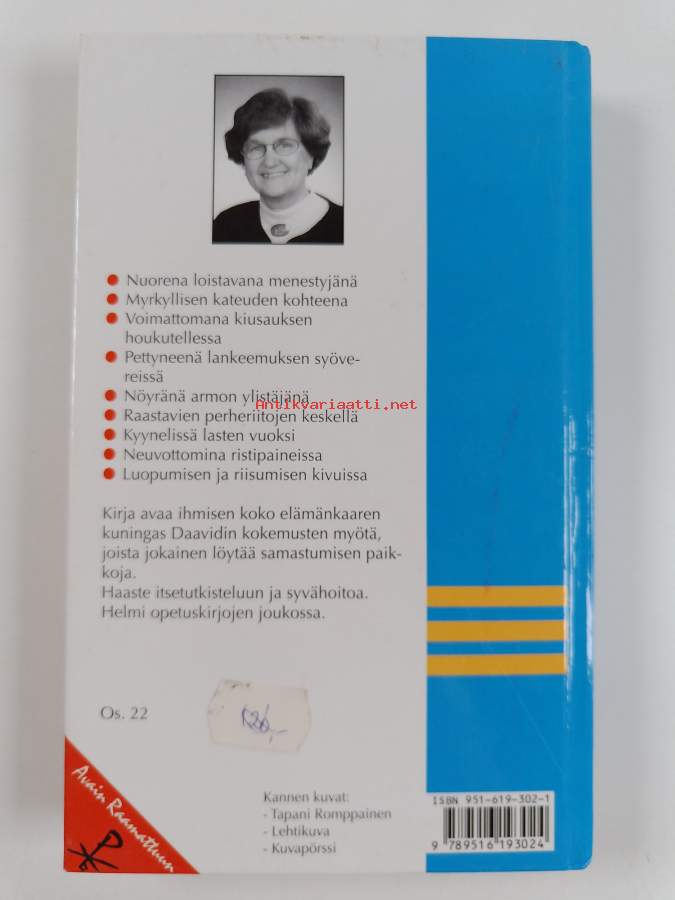 ● Nuorena loistavana menestyjänä
● Myrkyllisen kateuden kohteena
● Voimattomana kiusauksen
houkutellessa
● Pettyneenä lankeemuksen syöve-
reissä
● Nöyränä armon ylistäjänä
Antikvariaatti.net
● Raastavien perheriitojen keskellä
● Kyynelissä lasten vuoksi
● Neuvottomina ristipaineissa
● Luopumisen ja riisumisen kivuissa
Kirja avaa ihmisen koko elämänkaaren
kuningas Daavidin kokemusten myötä,
joista jokainen löytää samastumisen paik-
koja.
Haaste itsetutkisteluun ja syvähoitoa.
Helmi opetuskirjojen joukossa.
Os. 22
Avain Raamattuun
Kannen kuvat:
- Tapani Romppainen
- Lehtikuva
- Kuvapörssi
ISBN 951-619-302-1
9 789516 193024